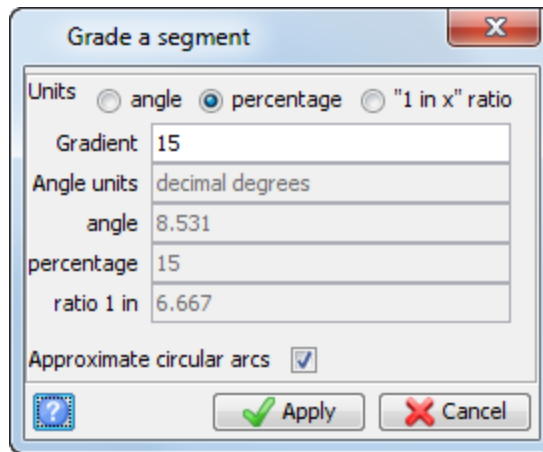 Grade a segment
Units angle percentage "1 in x" ratio
Gradient 15
Angle units decimal degrees
angle 8.531
percentage 15
ratio 1 in 6.667
Approximate circular arcs
? Apply Cancel